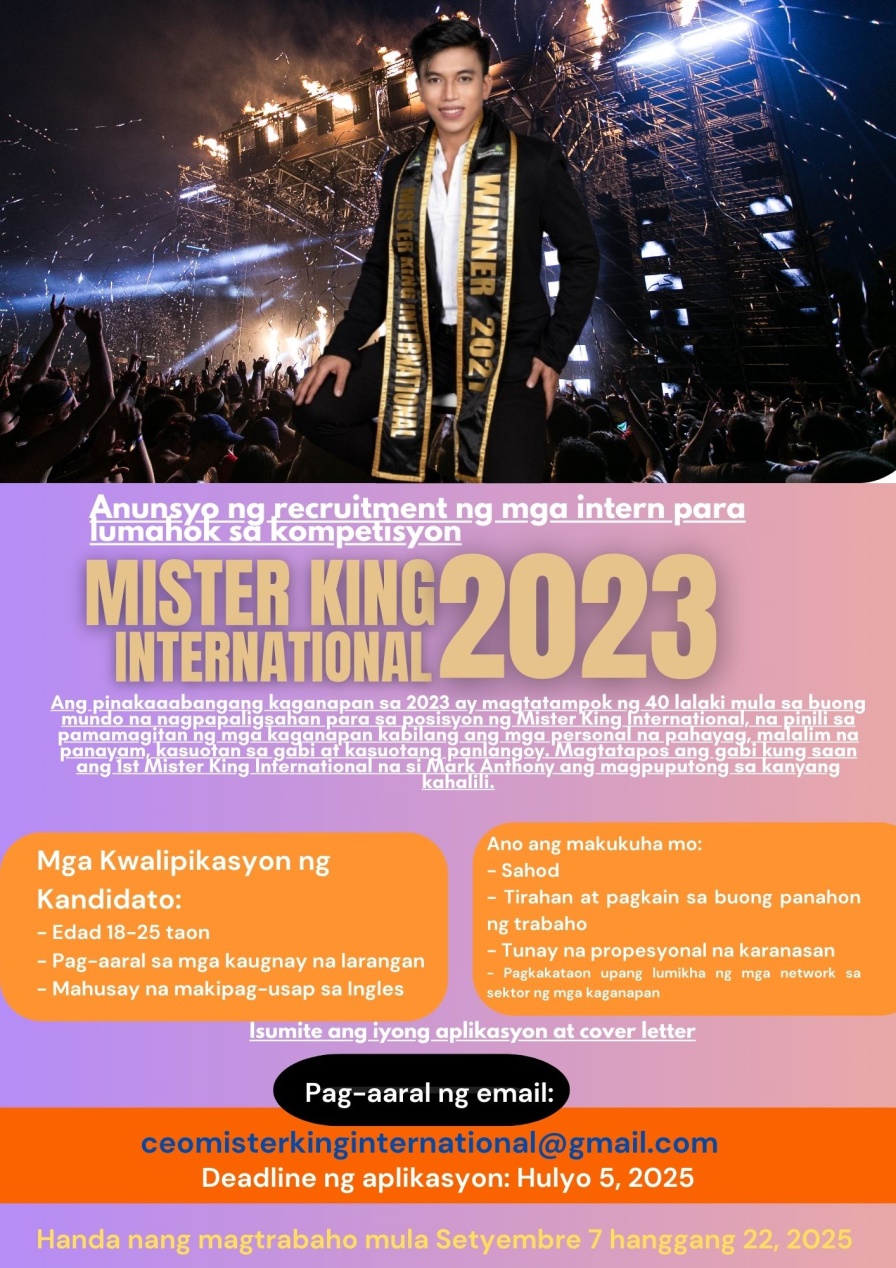 MISTER KING INTERNATIONAL
WINNER 2021
Anunsyo ng recruitment ng mga intern para
lumahok sa kompetisyon
MISTER KING
INTERNATIONAL
2023
Ang pinakaaabangang kaganapan sa 2023 ay magtatampok ng 40 lalaki mula sa buong
mundo na nagpapaligsahan para sa posisyon ng Mister King International, na pinili sa
pamamagitan ng mga kaganapan kabilang ang mga personal na pahayag, malalim na
panayam, kasuotan sa gabi at kasuotang panlangoy. Magtatapos ang gabi kung saan
ang 1st Mister King International na si Mark Anthony ang magpuputong sa kanyang
kahalili.
Mga Kwalipikasyon ng
Kandidato:
- Edad 18-25 taon
- Pag-aaral sa mga kaugnay na larangan
- Mahusay na makipag-usap sa Ingles
Ano ang makukuha mo:
- Sahod
- Tirahan at pagkain sa buong panahon
ng trabaho
- Tunay na propesyonal na karanasan
- Pagkakataon upang lumikha ng mga network sa
sektor ng mga kaganapan
Isumite ang iyong aplikasyon at cover letter
Pag-aaral ng email:
ceomisterkinginternational@gmail.com
Deadline ng aplikasyon: Hulyo 5, 2025
Handa nang magtrabaho mula Setyembre 7 hanggang 22, 2025